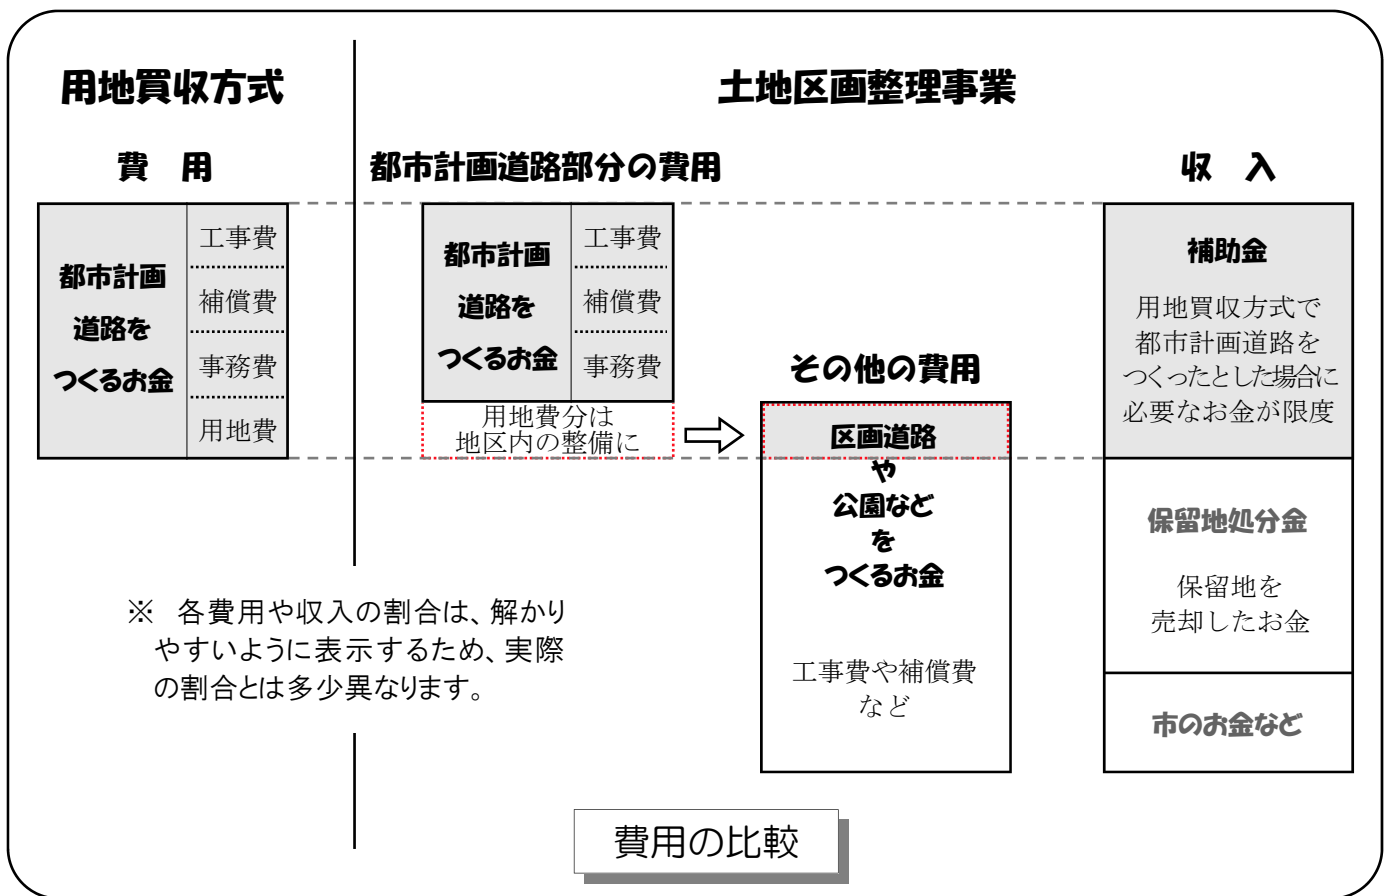 用地買収方式
費　用
都市計画
道路を
つくるお金
工事費
補償費
事務費
用地費
土地区画整理事業
都市計画道路部分の費用
都市計画
道路を
つくるお金
工事費
補償費
事務費
用地費分は
地区内の整備に
その他の費用
区画道路
や
公園など
を
つくるお金
工事費や補償費
など
収　入
補助金
用地買収方式で
都市計画道路を
つくったとした場合に
必要なお金が限度
保留地処分金
保留地を
売却したお金
市のお金など
※　各費用や収入の割合は、解かり
やすいように表示するため、実際
の割合とは多少異なります。
費用の比較